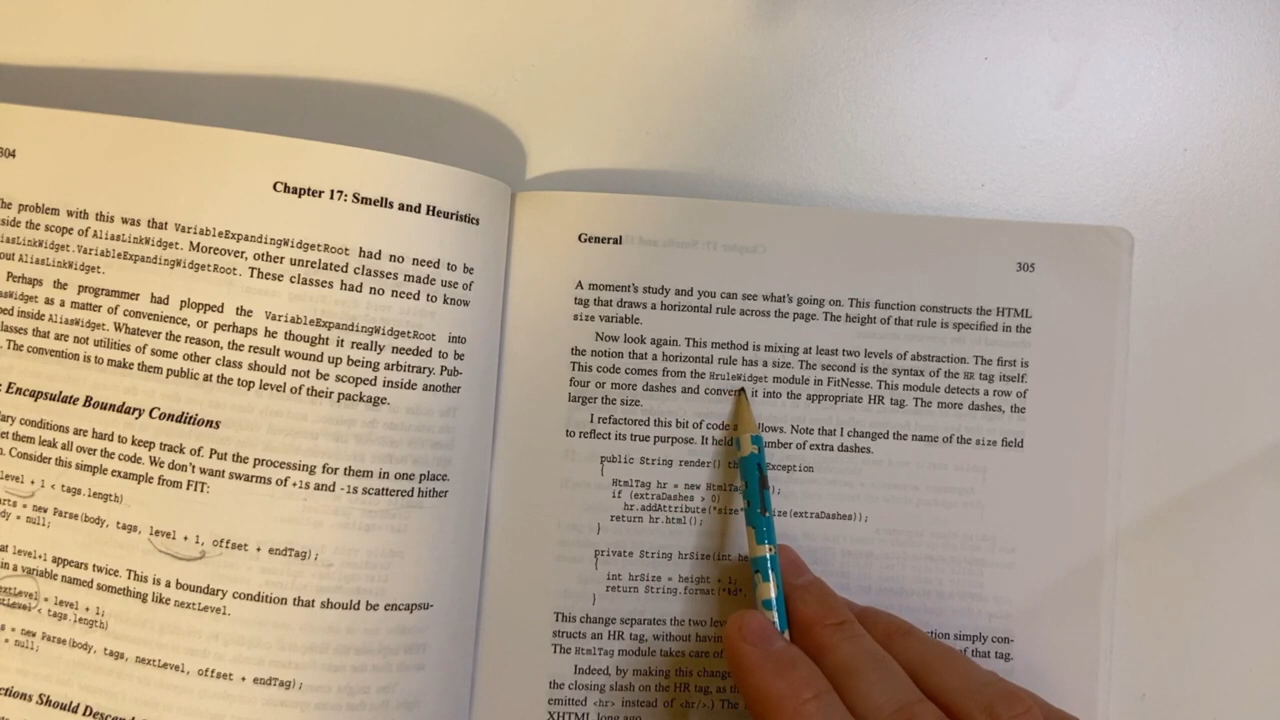 304
Chapter 17: Smells and Heuristics
he problem with this was that VariableExpandingWidgetRoot had no need to be
side the scope of AliasLinkWidget. Moreover, other unrelated classes made use of
iasLinkWidget.VariableExpandingWidgetRoot. These classes had no need to know
out AliasLinkWidget.
Perhaps the programmer had plopped the VariableExpandingWidgetRoot into
asWidget as a matter of convenience, or perhaps he thought it really needed to be
ped inside AliasWidget. Whatever the reason, the result wound up being arbitrary. Pub-
lasses that are not utilities of some other class should not be scoped inside another
. The convention is to make them public at the top level of their package.
: Encapsulate Boundary Conditions
ary conditions are hard to keep track of. Put the processing for them in one place.
et them leak all over the code. We don't want swarms of +1s and -1s scattered hither
n. Consider this simple example from FIT:
level + 1 < tags.length)
arts = new Parse(body, tags, level + 1, offset + endTag);
dy = null;
at level+1 appears twice. This is a boundary condition that should be encapsu-
in a variable named something like nextLevel.
extLevel = level + 1;
tLevel < tags.length)
s = new Parse(body, tags, nextLevel, offset + endTag);
= null;
ctions Should Descend
General
305
A moment's study and you can see what's going on. This function constructs the HTML
tag that draws a horizontal rule across the page. The height of that rule is specified in the
size variable.
Now look again. This method is mixing at least two levels of abstraction. The first is
the notion that a horizontal rule has a size. The second is the syntax of the HR tag itself.
This code comes from the HruleWidget module in FitNesse. This module detects a row of
four or more dashes and convert it into the appropriate HR tag. The more dashes, the
larger the size.
I refactored this bit of code a llows. Note that I changed the name of the size field
to reflect its true purpose. It held umber of extra dashes.
public String render() th Exception
{
HtmlTag hr = new HtmlTag );
if (extraDashes > 0)
hr.addAttribute("size" ize(extraDashes));
return hr.html();
}
private String hrSize(int he
{
int hrSize = height + 1;
return String.format("%d",
}
This change separates the two lev ction simply con-
structs an HR tag, without havin of that tag.
The HtmlTag module takes care of
Indeed, by making this change
the closing slash on the HR tag, as th
emitted <hr> instead of <hr/>.) The
XHTML long ago.